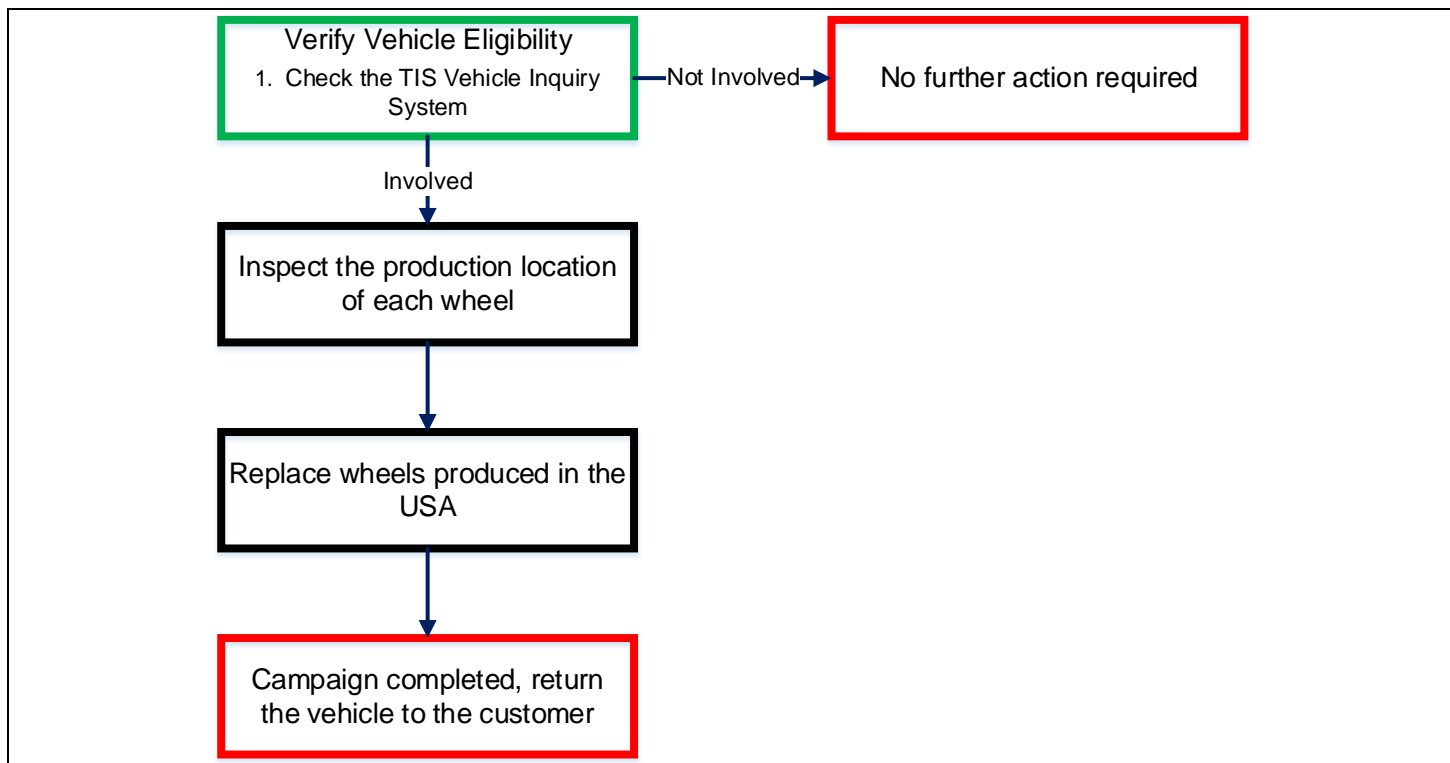 Verify Vehicle Eligibility
1. Check the TIS Vehicle Inquiry
System
Not Involved
No further action required
Involved
Inspect the production location
of each wheel
Replace wheels produced in the
USA
Campaign completed, return
the vehicle to the customer